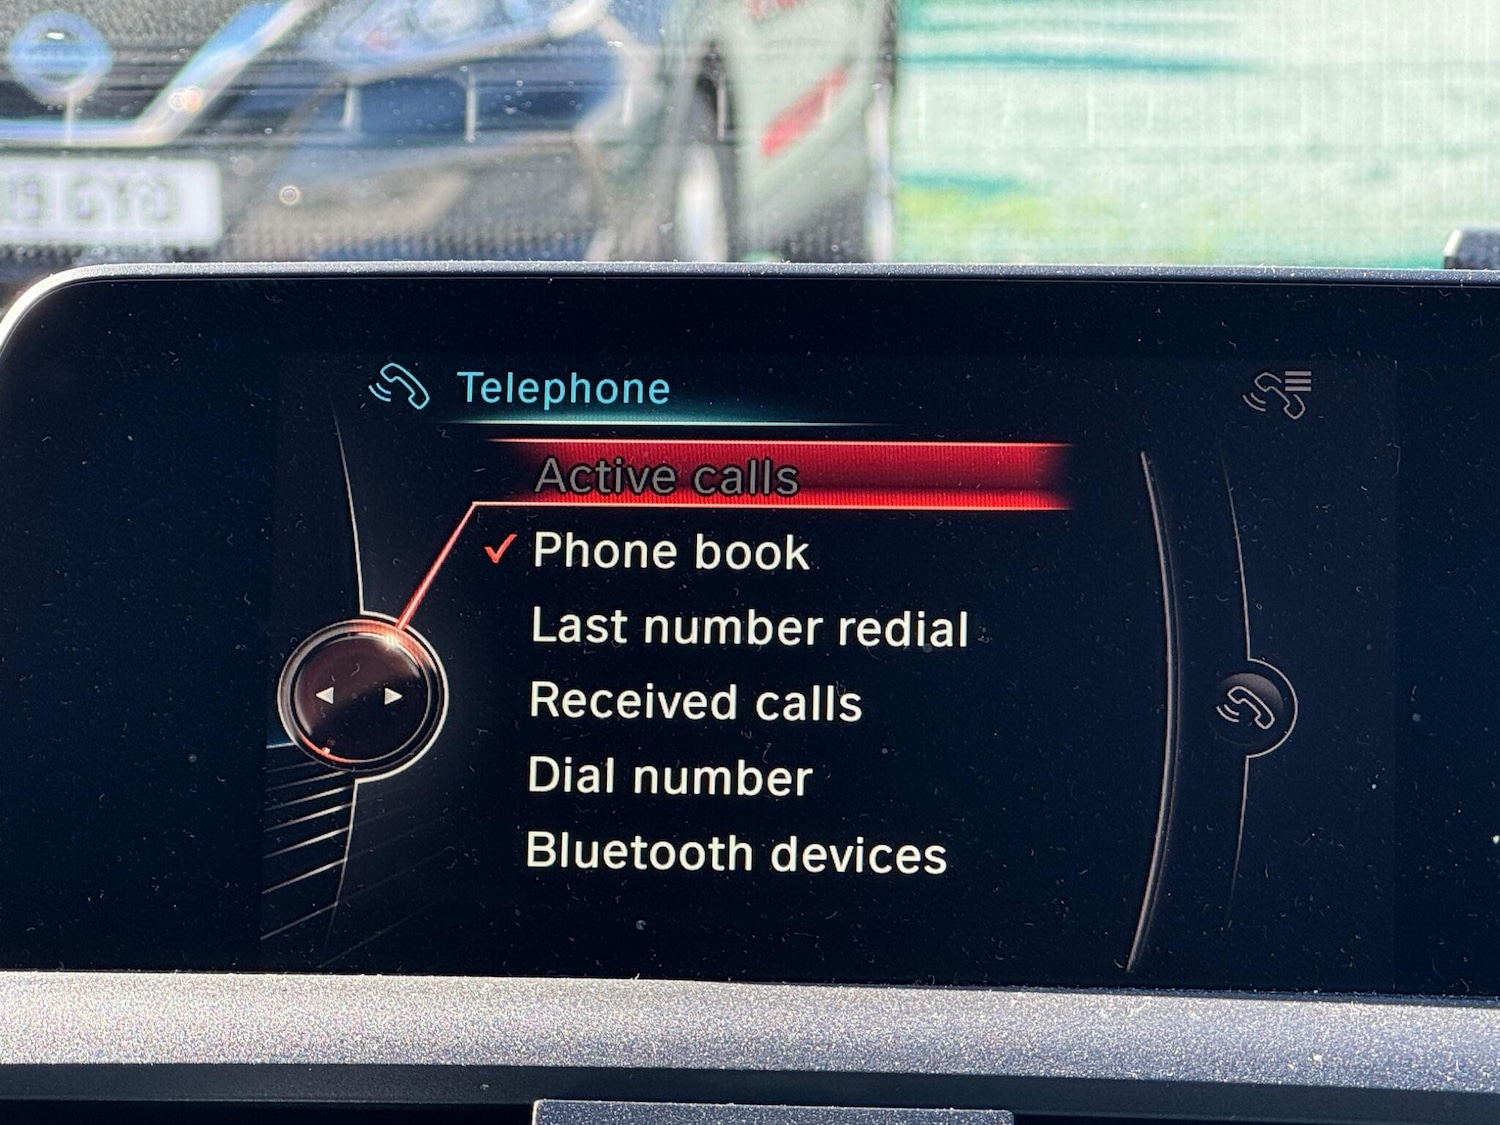 Telephone
Active calls
Phone book
Last number redial
Received calls
Dial number
Bluetooth devices